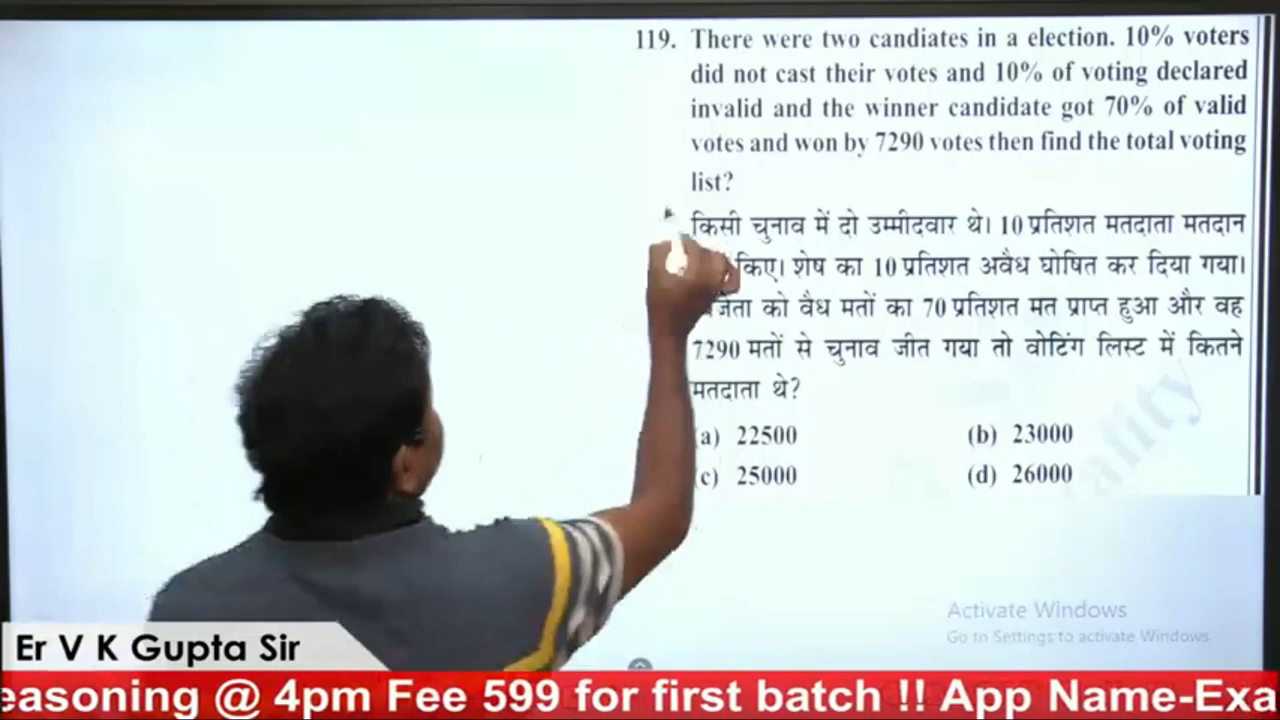 119. There were two candiates in a election. 10% voters
did not cast their votes and 10% of voting declared
invalid and the winner candidate got 70% of valid
votes and won by 7290 votes then find the total voting
list?
किसी चुनाव में दो उम्मीदवार थे। 10 प्रतिशत मतदाता मतदान
किए। शेष का 10 प्रतिशत अवैध घोषित कर दिया गया।
को वैध मतों का 70 प्रतिशत मत प्राप्त हुआ और वह
7290 मतों से चुनाव जीत गया तो वोटिंग लिस्ट में कितने
मतदाता थे?
a) 22500 (b) 23000
c) 25000 (d) 26000
ality
Activate Windows
Go to Settings to activate Windows.
Er V K Gupta Sir
easoning @ 4pm Fee 599 for first batch !! App Name-Exa